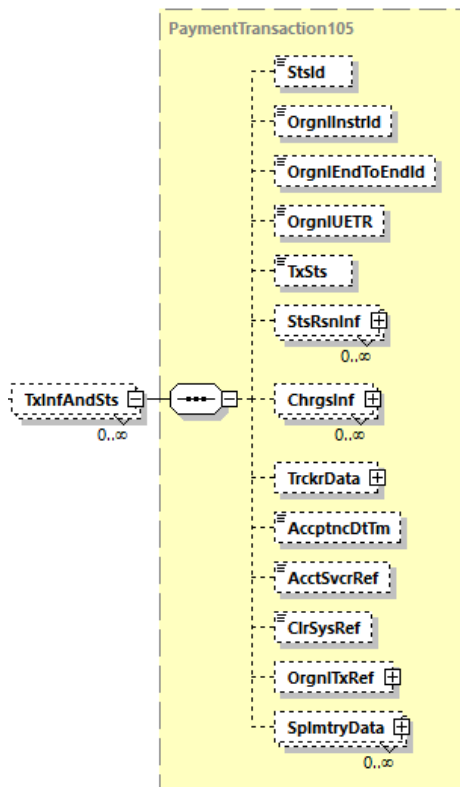 PaymentTransaction105
StsId
OrgnlInstrId
OrgnlEndToEndId
OrgnlUETR
TxSts
StsRsnInf
0..∞
TxInfAndSts
0..∞
ChrgsInf
0..∞
TrckrData
AccptncDtTm
AcctSvcrRef
ClrSysRef
OrgnlTxRef
SplmtryData
0..∞